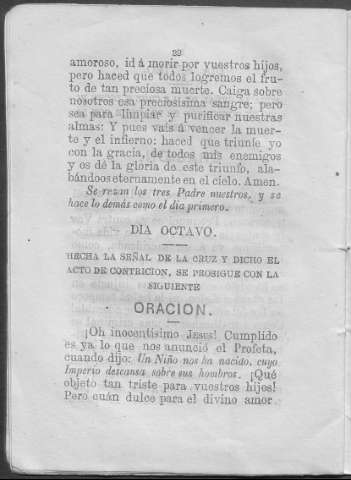 22
amoroso, id á morir por vuestros hijos,
pero haced que todos logremos el fru-
to de tan preciosa muerte. Caiga sobre
nosotros esa preciosísima sangre; pero
sea para limpiar y purificar nuestras
almas: Y pues vais á vencer la muer-
te y el infierno: haced que triunfe yo
con la gracia, de todos mis enemigos
y os dé la gloria de este triunfo, ala-
bándoos eternamente en el cielo. Amen.
Se rezan los tres Padre nuestros, y se
hace lo demás como el dia primero.
DIA OCTAVO.
HECHA LA SEÑAL DE LA CRUZ Y DICHO EL
ACTO DE CONTRICION, SE PROSIGUE CON LA
SIGUIENTE
ORACION.
¡Oh inocentísimo Jesus! Cumplido
es ya lo que nos anunció el Profeta,
cuando dijo: Un Niño nos ha nacido, cuyo
Imperio descansa sobre sus hombros. ¡Qué
objeto tan triste para vuestros hijos!
Pero cuán dulce para el divino amor